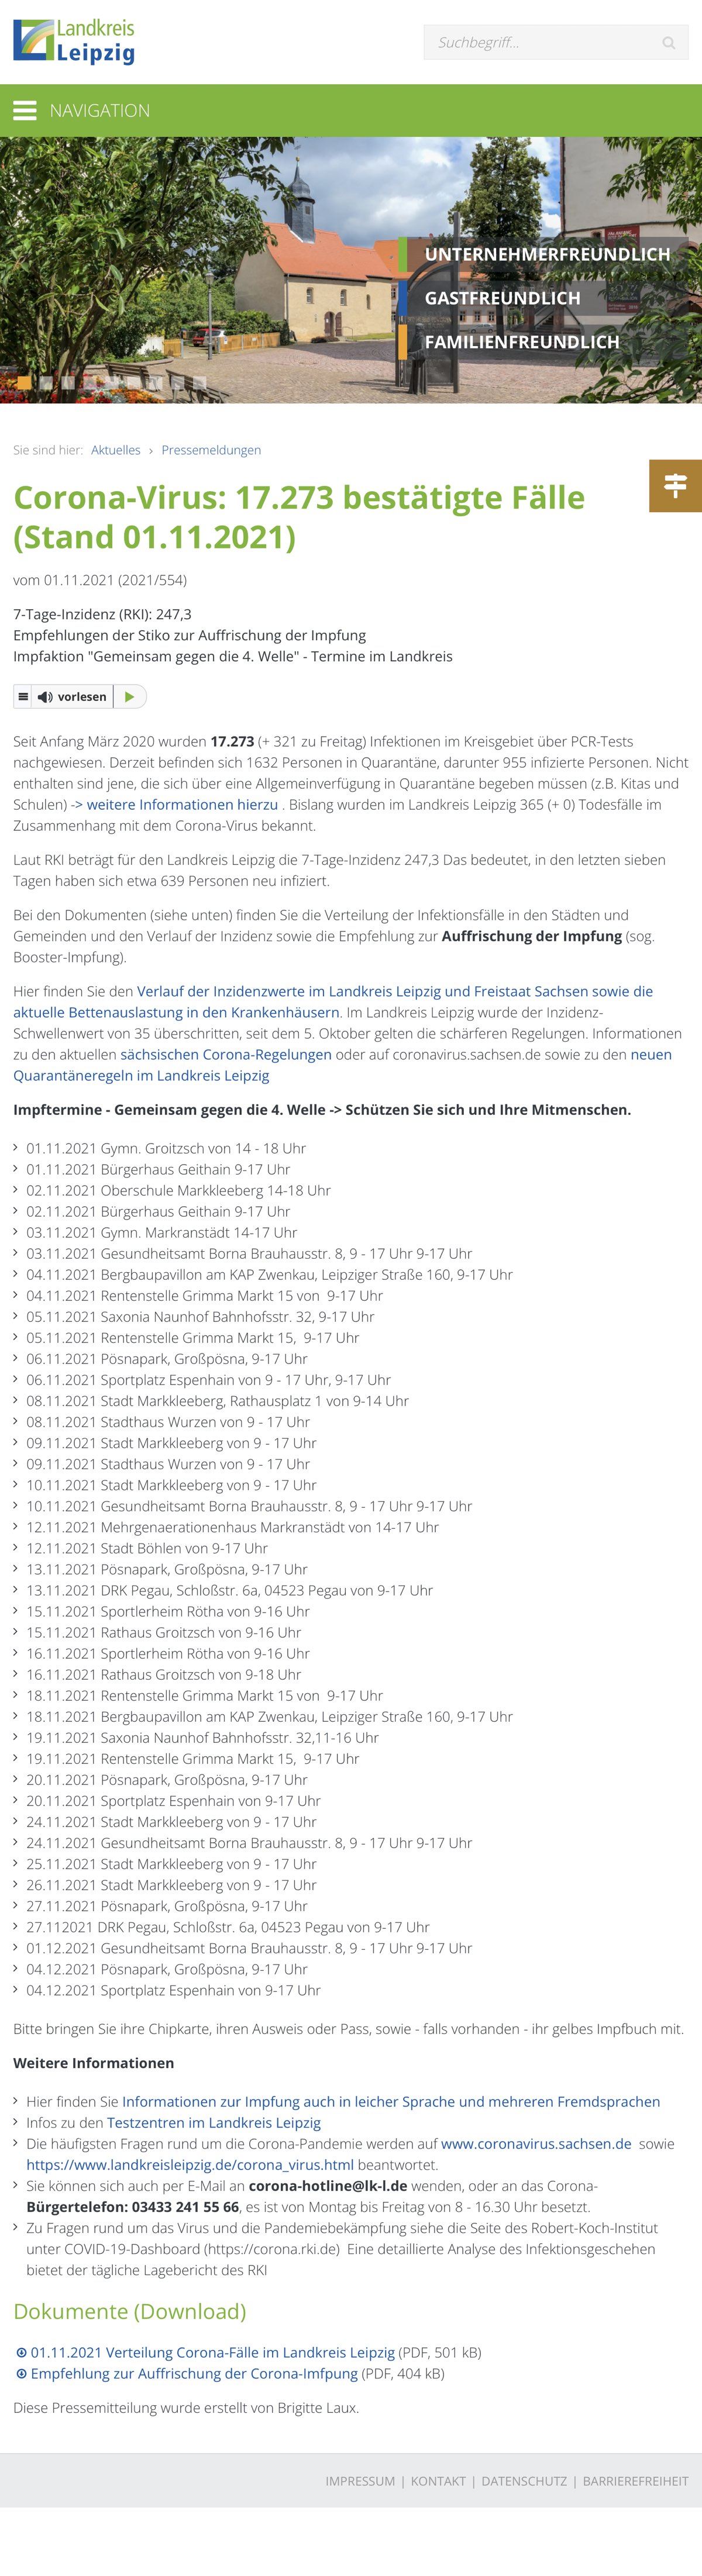 Landkreis
Leipzig
Suchbegriff...
NAVIGATION
UNTERNEHMERFREUNDLICH
GASTFREUNDLICH
FAMILIENFREUNDLICH
Sie sind hier: Aktuelles › Pressemeldungen
Corona-Virus: 17.273 bestätigte Fälle
(Stand 01.11.2021)
vom 01.11.2021 (2021/554)
7-Tage-Inzidenz (RKI): 247,3
Empfehlungen der Stiko zur Auffrischung der Impfung
Impfaktion "Gemeinsam gegen die 4. Welle" - Termine im Landkreis
vorlesen
Seit Anfang März 2020 wurden 17.273 (+ 321 zu Freitag) Infektionen im Kreisgebiet über PCR-Tests
nachgewiesen. Derzeit befinden sich 1632 Personen in Quarantäne, darunter 955 infizierte Personen. Nicht
enthalten sind jene, die sich über eine Allgemeinverfügung in Quarantäne begeben müssen (z.B. Kitas und
Schulen) -> weitere Informationen hierzu . Bislang wurden im Landkreis Leipzig 365 (+ 0) Todesfälle im
Zusammenhang mit dem Corona-Virus bekannt.
Laut RKI beträgt für den Landkreis Leipzig die 7-Tage-Inzidenz 247,3 Das bedeutet, in den letzten sieben
Tagen haben sich etwa 639 Personen neu infiziert.
Bei den Dokumenten (siehe unten) finden Sie die Verteilung der Infektionsfälle in den Städten und
Gemeinden und den Verlauf der Inzidenz sowie die Empfehlung zur Auffrischung der Impfung (sog.
Booster-Impfung).
Hier finden Sie den Verlauf der Inzidenzwerte im Landkreis Leipzig und Freistaat Sachsen sowie die
aktuelle Bettenauslastung in den Krankenhäusern. Im Landkreis Leipzig wurde der Inzidenz-
Schwellenwert von 35 überschritten, seit dem 5. Oktober gelten die schärferen Regelungen. Informationen
zu den aktuellen sächsischen Corona-Regelungen oder auf coronavirus.sachsen.de sowie zu den neuen
Quarantäneregeln im Landkreis Leipzig
Impftermine - Gemeinsam gegen die 4. Welle -> Schützen Sie sich und Ihre Mitmenschen.
› 01.11.2021 Gymn. Groitzsch von 14 - 18 Uhr
› 01.11.2021 Bürgerhaus Geithain 9-17 Uhr
› 02.11.2021 Oberschule Markkleeberg 14-18 Uhr
› 02.11.2021 Bürgerhaus Geithain 9-17 Uhr
› 03.11.2021 Gymn. Markranstädt 14-17 Uhr
› 03.11.2021 Gesundheitsamt Borna Brauhausstr. 8, 9 - 17 Uhr 9-17 Uhr
› 04.11.2021 Bergbaupavillon am KAP Zwenkau, Leipziger Straße 160, 9-17 Uhr
› 04.11.2021 Rentenstelle Grimma Markt 15 von  9-17 Uhr
› 05.11.2021 Saxonia Naunhof Bahnhofsstr. 32, 9-17 Uhr
› 05.11.2021 Rentenstelle Grimma Markt 15,  9-17 Uhr
› 06.11.2021 Pösnapark, Großpösna, 9-17 Uhr
› 06.11.2021 Sportplatz Espenhain von 9 - 17 Uhr, 9-17 Uhr
› 08.11.2021 Stadt Markkleeberg, Rathausplatz 1 von 9-14 Uhr
› 08.11.2021 Stadthaus Wurzen von 9 - 17 Uhr
› 09.11.2021 Stadt Markkleeberg von 9 - 17 Uhr
› 09.11.2021 Stadthaus Wurzen von 9 - 17 Uhr
› 10.11.2021 Stadt Markkleeberg von 9 - 17 Uhr
› 10.11.2021 Gesundheitsamt Borna Brauhausstr. 8, 9 - 17 Uhr 9-17 Uhr
› 12.11.2021 Mehrgenaerationenhaus Markranstädt von 14-17 Uhr
› 12.11.2021 Stadt Böhlen von 9-17 Uhr
› 13.11.2021 Pösnapark, Großpösna, 9-17 Uhr
› 13.11.2021 DRK Pegau, Schloßstr. 6a, 04523 Pegau von 9-17 Uhr
› 15.11.2021 Sportlerheim Rötha von 9-16 Uhr
› 15.11.2021 Rathaus Groitzsch von 9-16 Uhr
› 16.11.2021 Sportlerheim Rötha von 9-16 Uhr
› 16.11.2021 Rathaus Groitzsch von 9-18 Uhr
› 18.11.2021 Rentenstelle Grimma Markt 15 von  9-17 Uhr
› 18.11.2021 Bergbaupavillon am KAP Zwenkau, Leipziger Straße 160, 9-17 Uhr
› 19.11.2021 Saxonia Naunhof Bahnhofsstr. 32,11-16 Uhr
› 19.11.2021 Rentenstelle Grimma Markt 15,  9-17 Uhr
› 20.11.2021 Pösnapark, Großpösna, 9-17 Uhr
› 20.11.2021 Sportplatz Espenhain von 9-17 Uhr
› 24.11.2021 Stadt Markkleeberg von 9 - 17 Uhr
› 24.11.2021 Gesundheitsamt Borna Brauhausstr. 8, 9 - 17 Uhr 9-17 Uhr
› 25.11.2021 Stadt Markkleeberg von 9 - 17 Uhr
› 26.11.2021 Stadt Markkleeberg von 9 - 17 Uhr
› 27.11.2021 Pösnapark, Großpösna, 9-17 Uhr
› 27.112021 DRK Pegau, Schloßstr. 6a, 04523 Pegau von 9-17 Uhr
› 01.12.2021 Gesundheitsamt Borna Brauhausstr. 8, 9 - 17 Uhr 9-17 Uhr
› 04.12.2021 Pösnapark, Großpösna, 9-17 Uhr
› 04.12.2021 Sportplatz Espenhain von 9-17 Uhr
Bitte bringen Sie ihre Chipkarte, ihren Ausweis oder Pass, sowie - falls vorhanden - ihr gelbes Impfbuch mit.
Weitere Informationen
› Hier finden Sie Informationen zur Impfung auch in leicher Sprache und mehreren Fremdsprachen
› Infos zu den Testzentren im Landkreis Leipzig
› Die häufigsten Fragen rund um die Corona-Pandemie werden auf www.coronavirus.sachsen.de  sowie
https://www.landkreisleipzig.de/corona_virus.html beantwortet.
› Sie können sich auch per E-Mail an corona-hotline@lk-l.de wenden, oder an das Corona-
Bürgertelefon: 03433 241 55 66, es ist von Montag bis Freitag von 8 - 16.30 Uhr besetzt.
› Zu Fragen rund um das Virus und die Pandemiebekämpfung siehe die Seite des Robert-Koch-Institut
unter COVID-19-Dashboard (https://corona.rki.de)  Eine detaillierte Analyse des Infektionsgeschehen
bietet der tägliche Lagebericht des RKI
Dokumente (Download)
01.11.2021 Verteilung Corona-Fälle im Landkreis Leipzig (PDF, 501 kB)
Empfehlung zur Auffrischung der Corona-Imfpung (PDF, 404 kB)
Diese Pressemitteilung wurde erstellt von Brigitte Laux.
IMPRESSUM | KONTAKT | DATENSCHUTZ | BARRIEREFREIHEIT